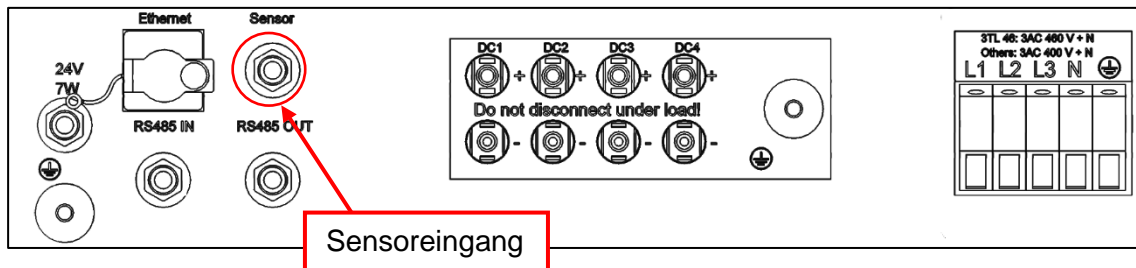 Ethernet
Sensor
24V
7W
RS485 IN
RS485 OUT
DC1 DC2 DC3 DC4
+ + + +
Do not disconnect under load!
- - - -
3TL 46: 3AC 460 V + N
Others: 3AC 400 V + N
L1 L2 L3 N
Sensoreingang